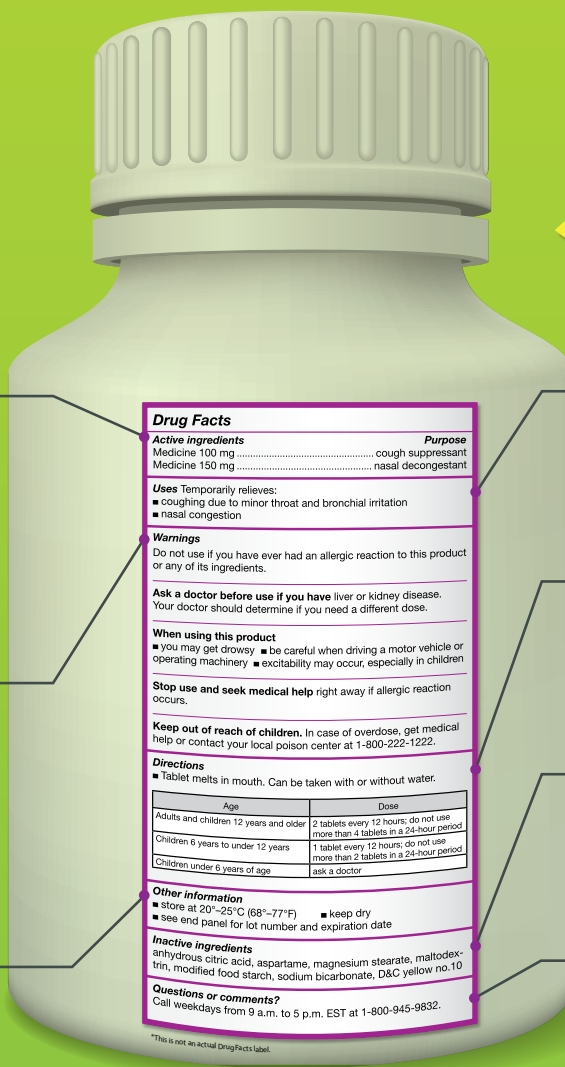 Drug Facts
Active ingredients Purpose
Medicine 100 mg ........................................................ cough suppressant
Medicine 150 mg ........................................................ nasal decongestant
Uses Temporarily relieves:
■ coughing due to minor throat and bronchial irritation
■ nasal congestion
Warnings
Do not use if you have ever had an allergic reaction to this product
or any of its ingredients.
Ask a doctor before use if you have liver or kidney disease.
Your doctor should determine if you need a different dose.
When using this product
■ you may get drowsy ■ be careful when driving a motor vehicle or
operating machinery ■ excitability may occur, especially in children
Stop use and seek medical help right away if allergic reaction
occurs.
Keep out of reach of children. In case of overdose, get medical
help or contact your local poison center at 1-800-222-1222.
Directions
■ Tablet melts in mouth. Can be taken with or without water.
Age Dose
Adults and children 12 years and older 2 tablets every 12 hours; do not use
more than 4 tablets in a 24-hour period
Children 6 years to under 12 years 1 tablet every 12 hours; do not use
more than 2 tablets in a 24-hour period
Children under 6 years of age ask a doctor
Other information
■ store at 20°–25°C (68°–77°F) ■ keep dry
■ see end panel for lot number and expiration date
Inactive ingredients
anhydrous citric acid, aspartame, magnesium stearate, maltodex-
trin, modified food starch, sodium bicarbonate, D&C yellow no.10
Questions or comments?
Call weekdays from 9 a.m. to 5 p.m. EST at 1-800-945-9832.
*This is not an actual Drug Facts label.